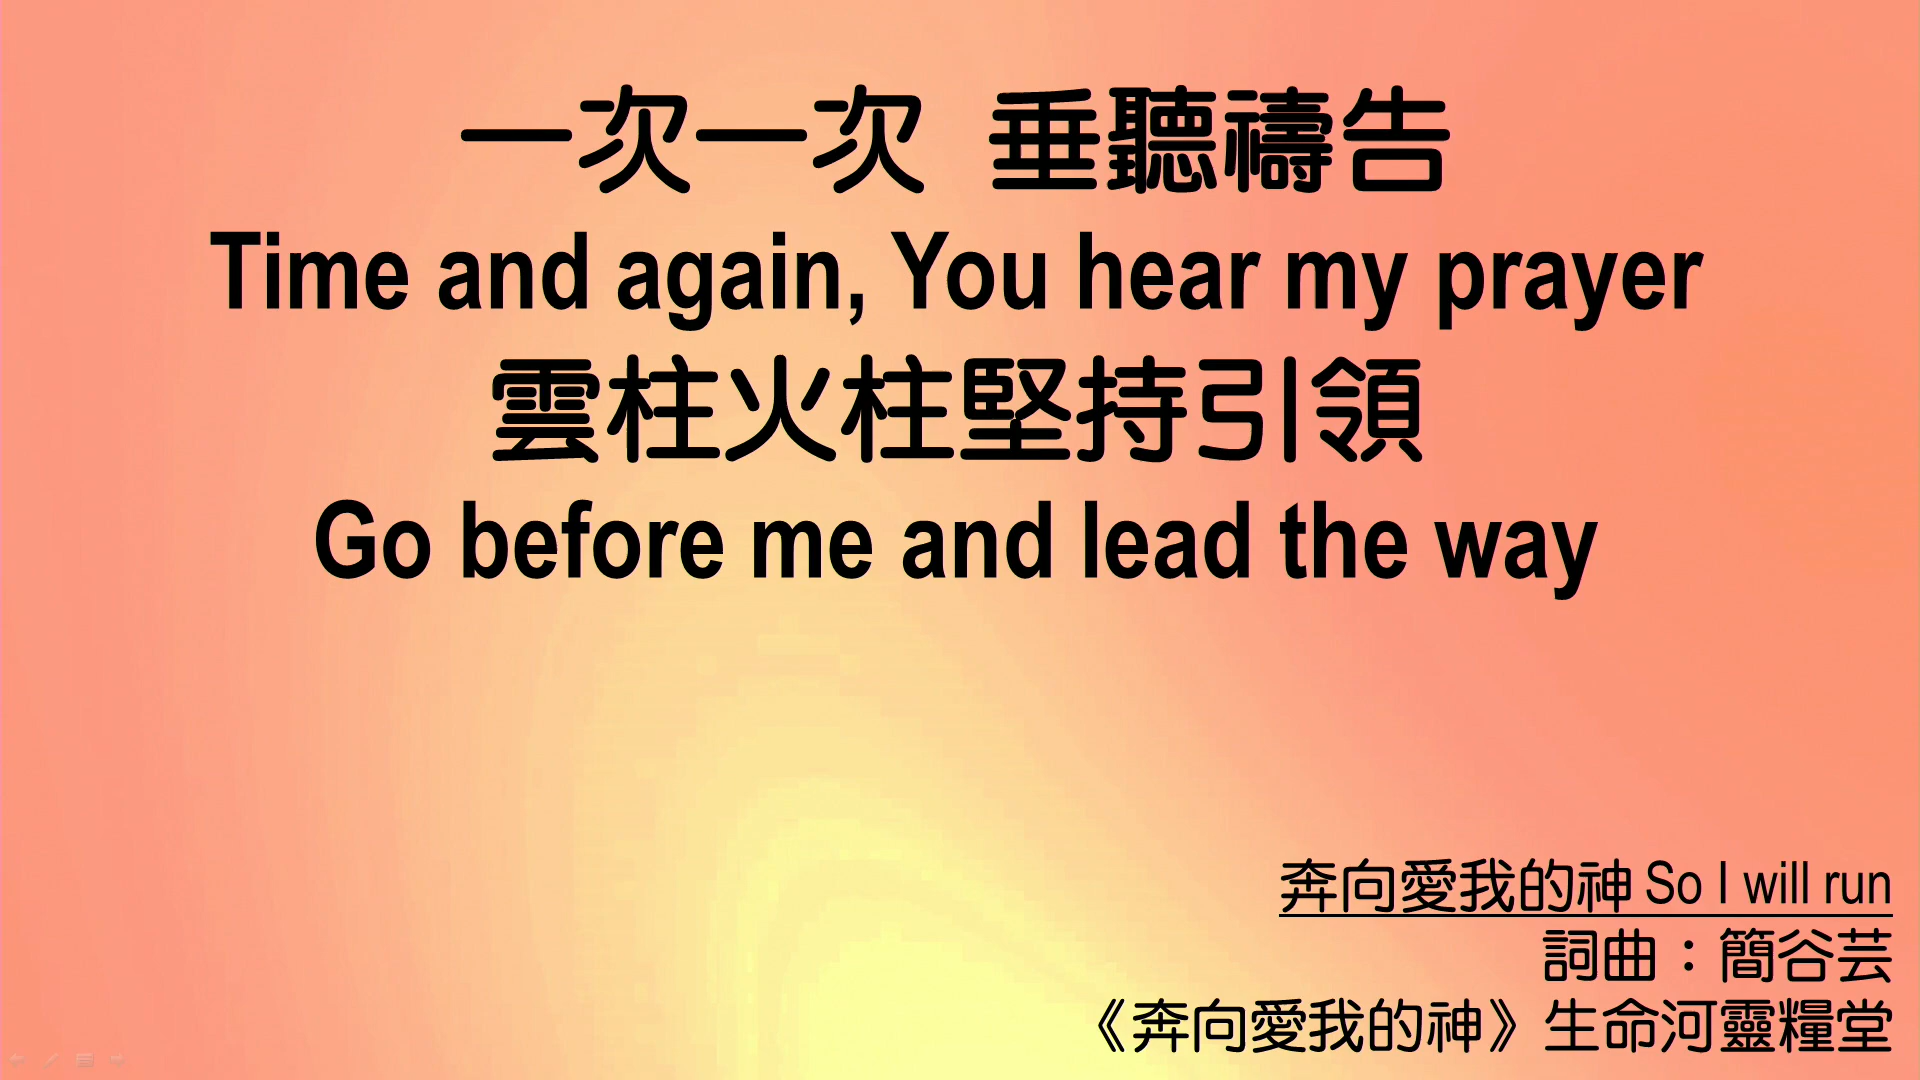 一次一次 垂聽禱告
Time and again, You hear my prayer
雲柱火柱堅持引領
Go before me and lead the way
奔向愛我的神 So I will run
詞曲：簡谷芸
《奔向愛我的神》生命河靈糧堂